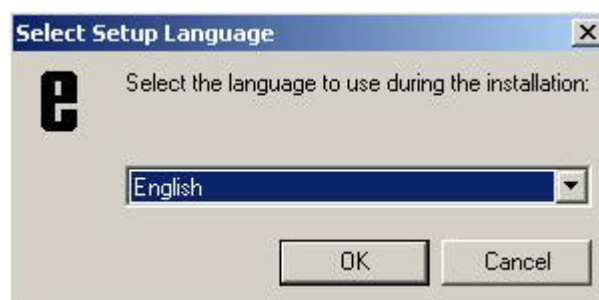 Select Setup Language
e
Select the language to use during the installation:
English
OK
Cancel